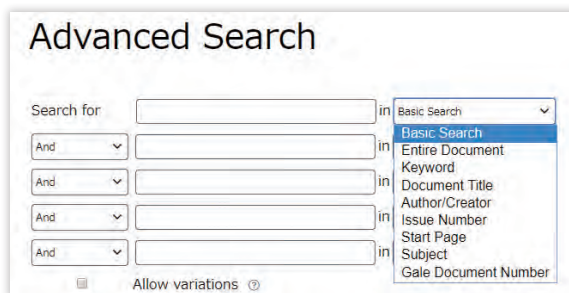 Advanced Search
Search for in Basic Search
Basic Search
And in Entire Document
Keyword
And in Document Title
Author/Creator
And in Issue Number
Start Page
And in Subject
Gale Document Number
Allow variations ?